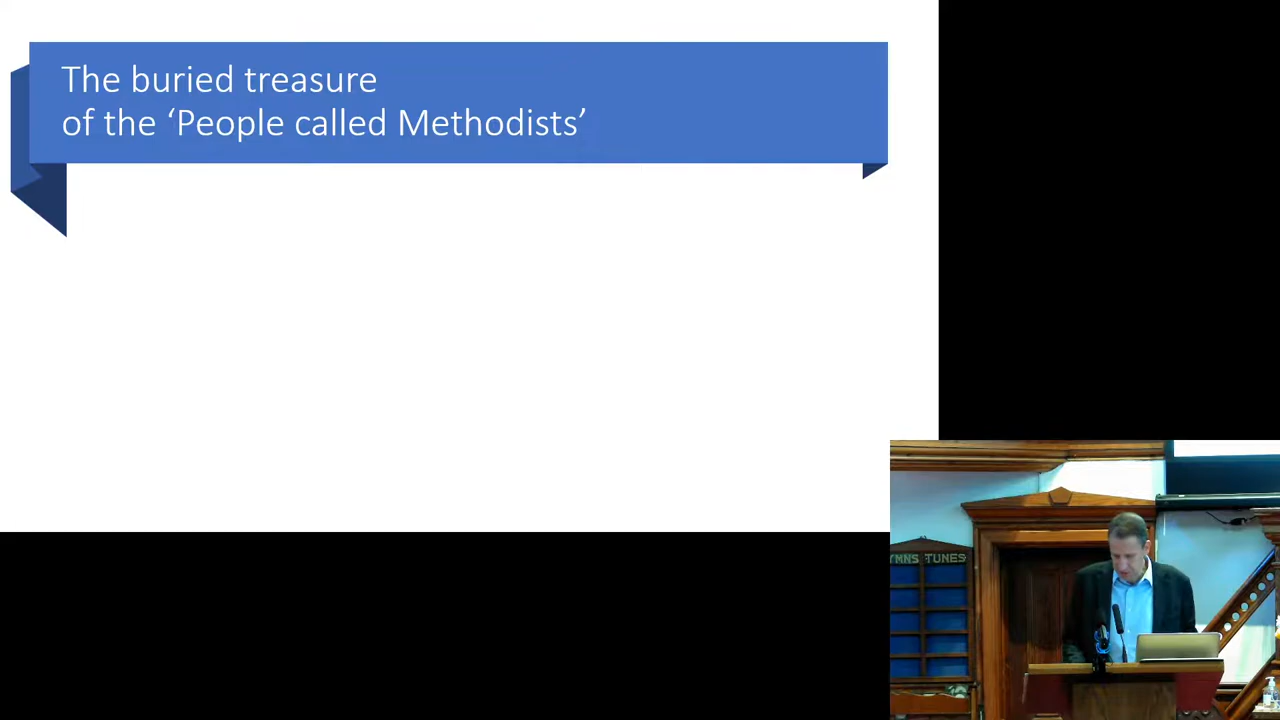 The buried treasure
of the ‘People called Methodists’
YMNS TUNES